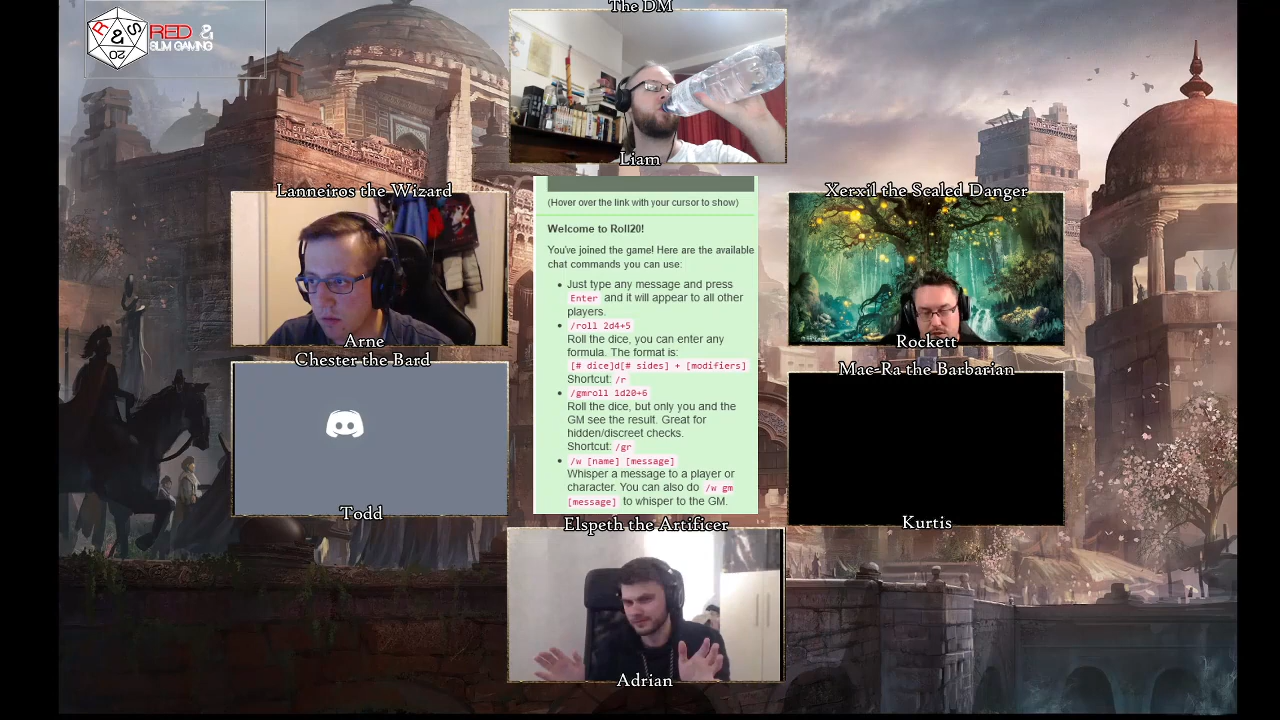 The DM
R & S
20
RED &
SLIM GAMING
Liam
Lanneiros the Wizard
Xerxil the Scaled Danger
(Hover over the link with your cursor to show)
Welcome to Roll20!
You've joined the game! Here are the available
chat commands you can use:
• Just type any message and press
Enter and it will appear to all other
players.
• /roll 2d4+5
Roll the dice, you can enter any
formula. The format is:
[# dice]d[# sides] + [modifiers]
Shortcut: /r
• /gmroll 1d20+6
Roll the dice, but only you and the
GM see the result. Great for
hidden/discreet checks.
Shortcut: /gr
• /w [name] [message]
Whisper a message to a player or
character. You can also do /w gm
[message] to whisper to the GM.
Arne
Rockett
Chester the Bard
Mac-Ra the Barbarian
Todd
Kurtis
Elspeth the Artificer
Adrian